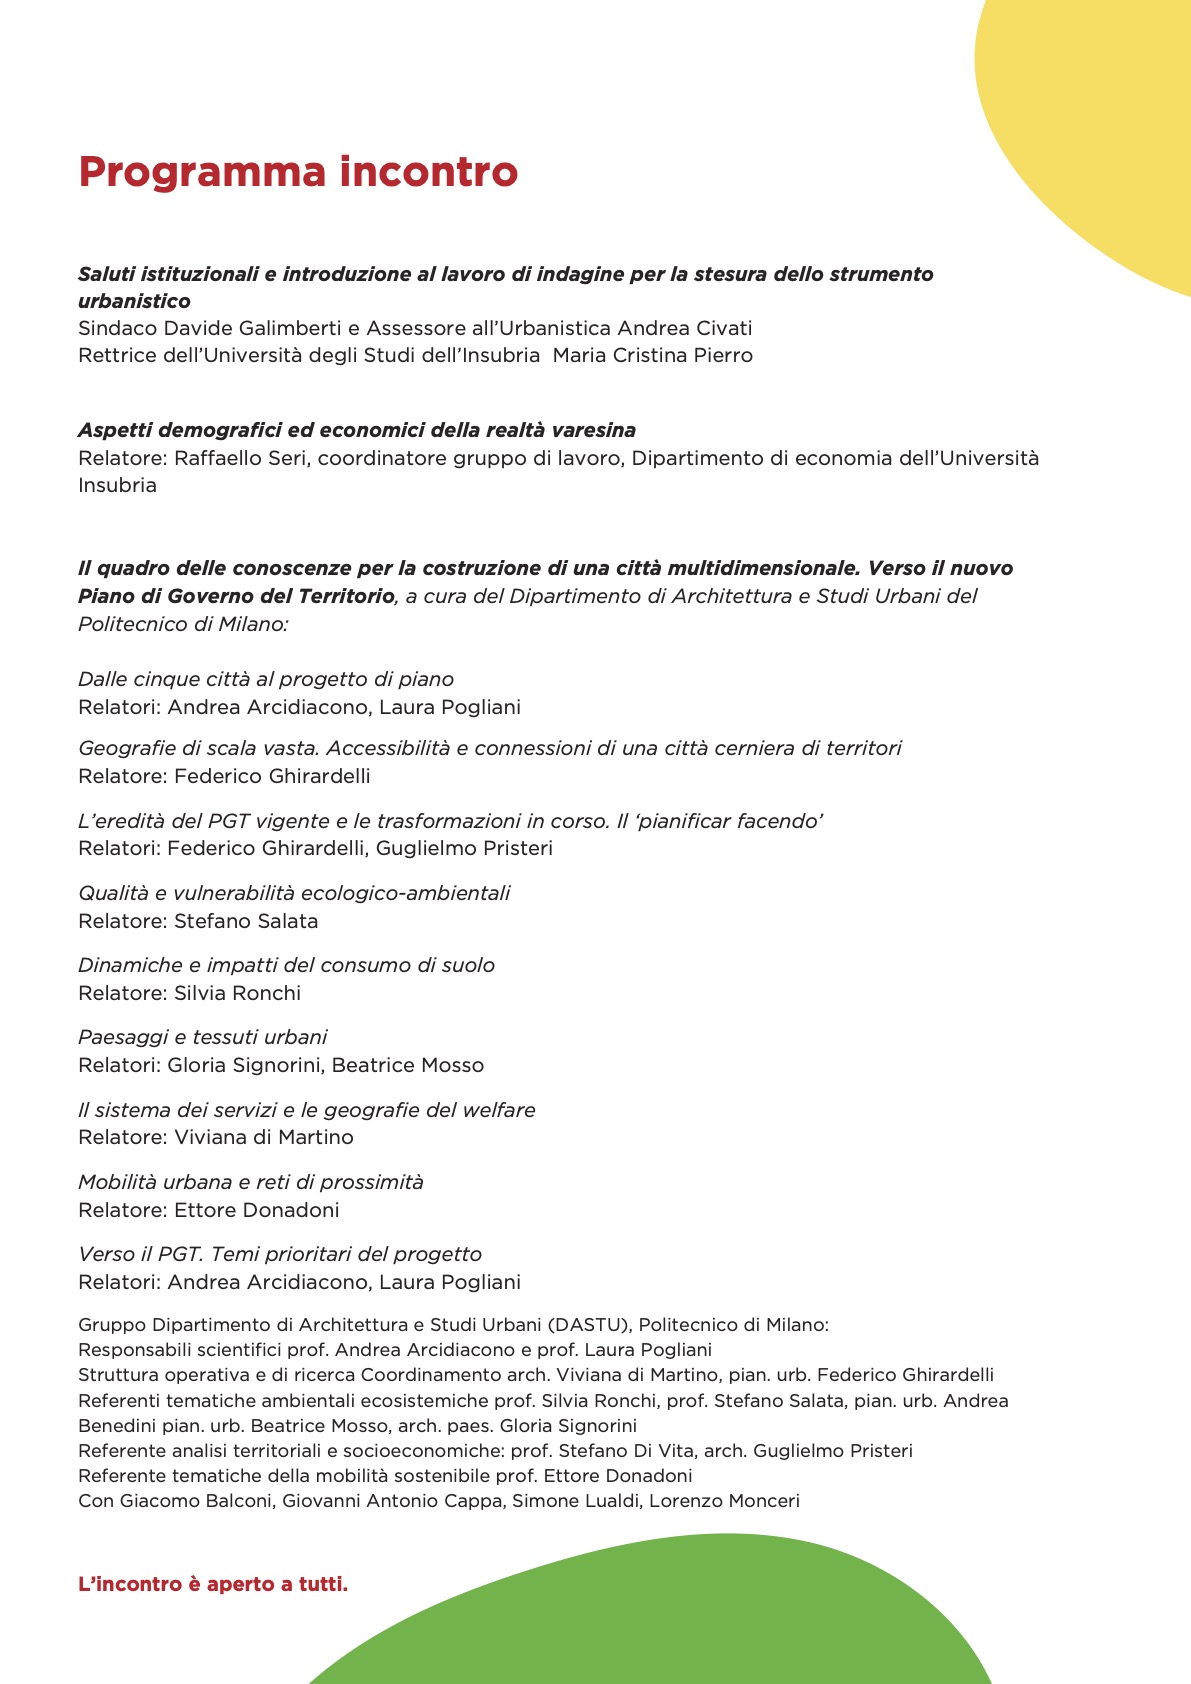 Programma incontro
Saluti istituzionali e introduzione al lavoro di indagine per la stesura dello strumento
urbanistico
Sindaco Davide Galimberti e Assessore all’Urbanistica Andrea Civati
Rettrice dell’Università degli Studi dell’Insubria  Maria Cristina Pierro
Aspetti demografici ed economici della realtà varesina
Relatore: Raffaello Seri, coordinatore gruppo di lavoro, Dipartimento di economia dell’Università
Insubria
Il quadro delle conoscenze per la costruzione di una città multidimensionale. Verso il nuovo
Piano di Governo del Territorio, a cura del Dipartimento di Architettura e Studi Urbani del
Politecnico di Milano:
Dalle cinque città al progetto di piano
Relatori: Andrea Arcidiacono, Laura Pogliani
Geografie di scala vasta. Accessibilità e connessioni di una città cerniera di territori
Relatore: Federico Ghirardelli
L’eredità del PGT vigente e le trasformazioni in corso. Il ‘pianificar facendo’
Relatori: Federico Ghirardelli, Guglielmo Pristeri
Qualità e vulnerabilità ecologico-ambientali
Relatore: Stefano Salata
Dinamiche e impatti del consumo di suolo
Relatore: Silvia Ronchi
Paesaggi e tessuti urbani
Relatori: Gloria Signorini, Beatrice Mosso
Il sistema dei servizi e le geografie del welfare
Relatore: Viviana di Martino
Mobilità urbana e reti di prossimità
Relatore: Ettore Donadoni
Verso il PGT. Temi prioritari del progetto
Relatori: Andrea Arcidiacono, Laura Pogliani
Gruppo Dipartimento di Architettura e Studi Urbani (DASTU), Politecnico di Milano:
Responsabili scientifici prof. Andrea Arcidiacono e prof. Laura Pogliani
Struttura operativa e di ricerca Coordinamento arch. Viviana di Martino, pian. urb. Federico Ghirardelli
Referenti tematiche ambientali ecosistemiche prof. Silvia Ronchi, prof. Stefano Salata, pian. urb. Andrea
Benedini pian. urb. Beatrice Mosso, arch. paes. Gloria Signorini
Referente analisi territoriali e socioeconomiche: prof. Stefano Di Vita, arch. Guglielmo Pristeri
Referente tematiche della mobilità sostenibile prof. Ettore Donadoni
Con Giacomo Balconi, Giovanni Antonio Cappa, Simone Lualdi, Lorenzo Monceri
L’incontro è aperto a tutti.